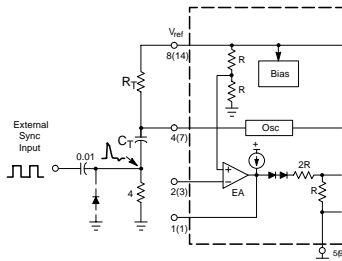 Vref
8(14)
R
Bias
RT
R
External
Sync
Input
CT
4(7)
Osc
0.01
+
2R
4
2(3)
EA
R
1(1)